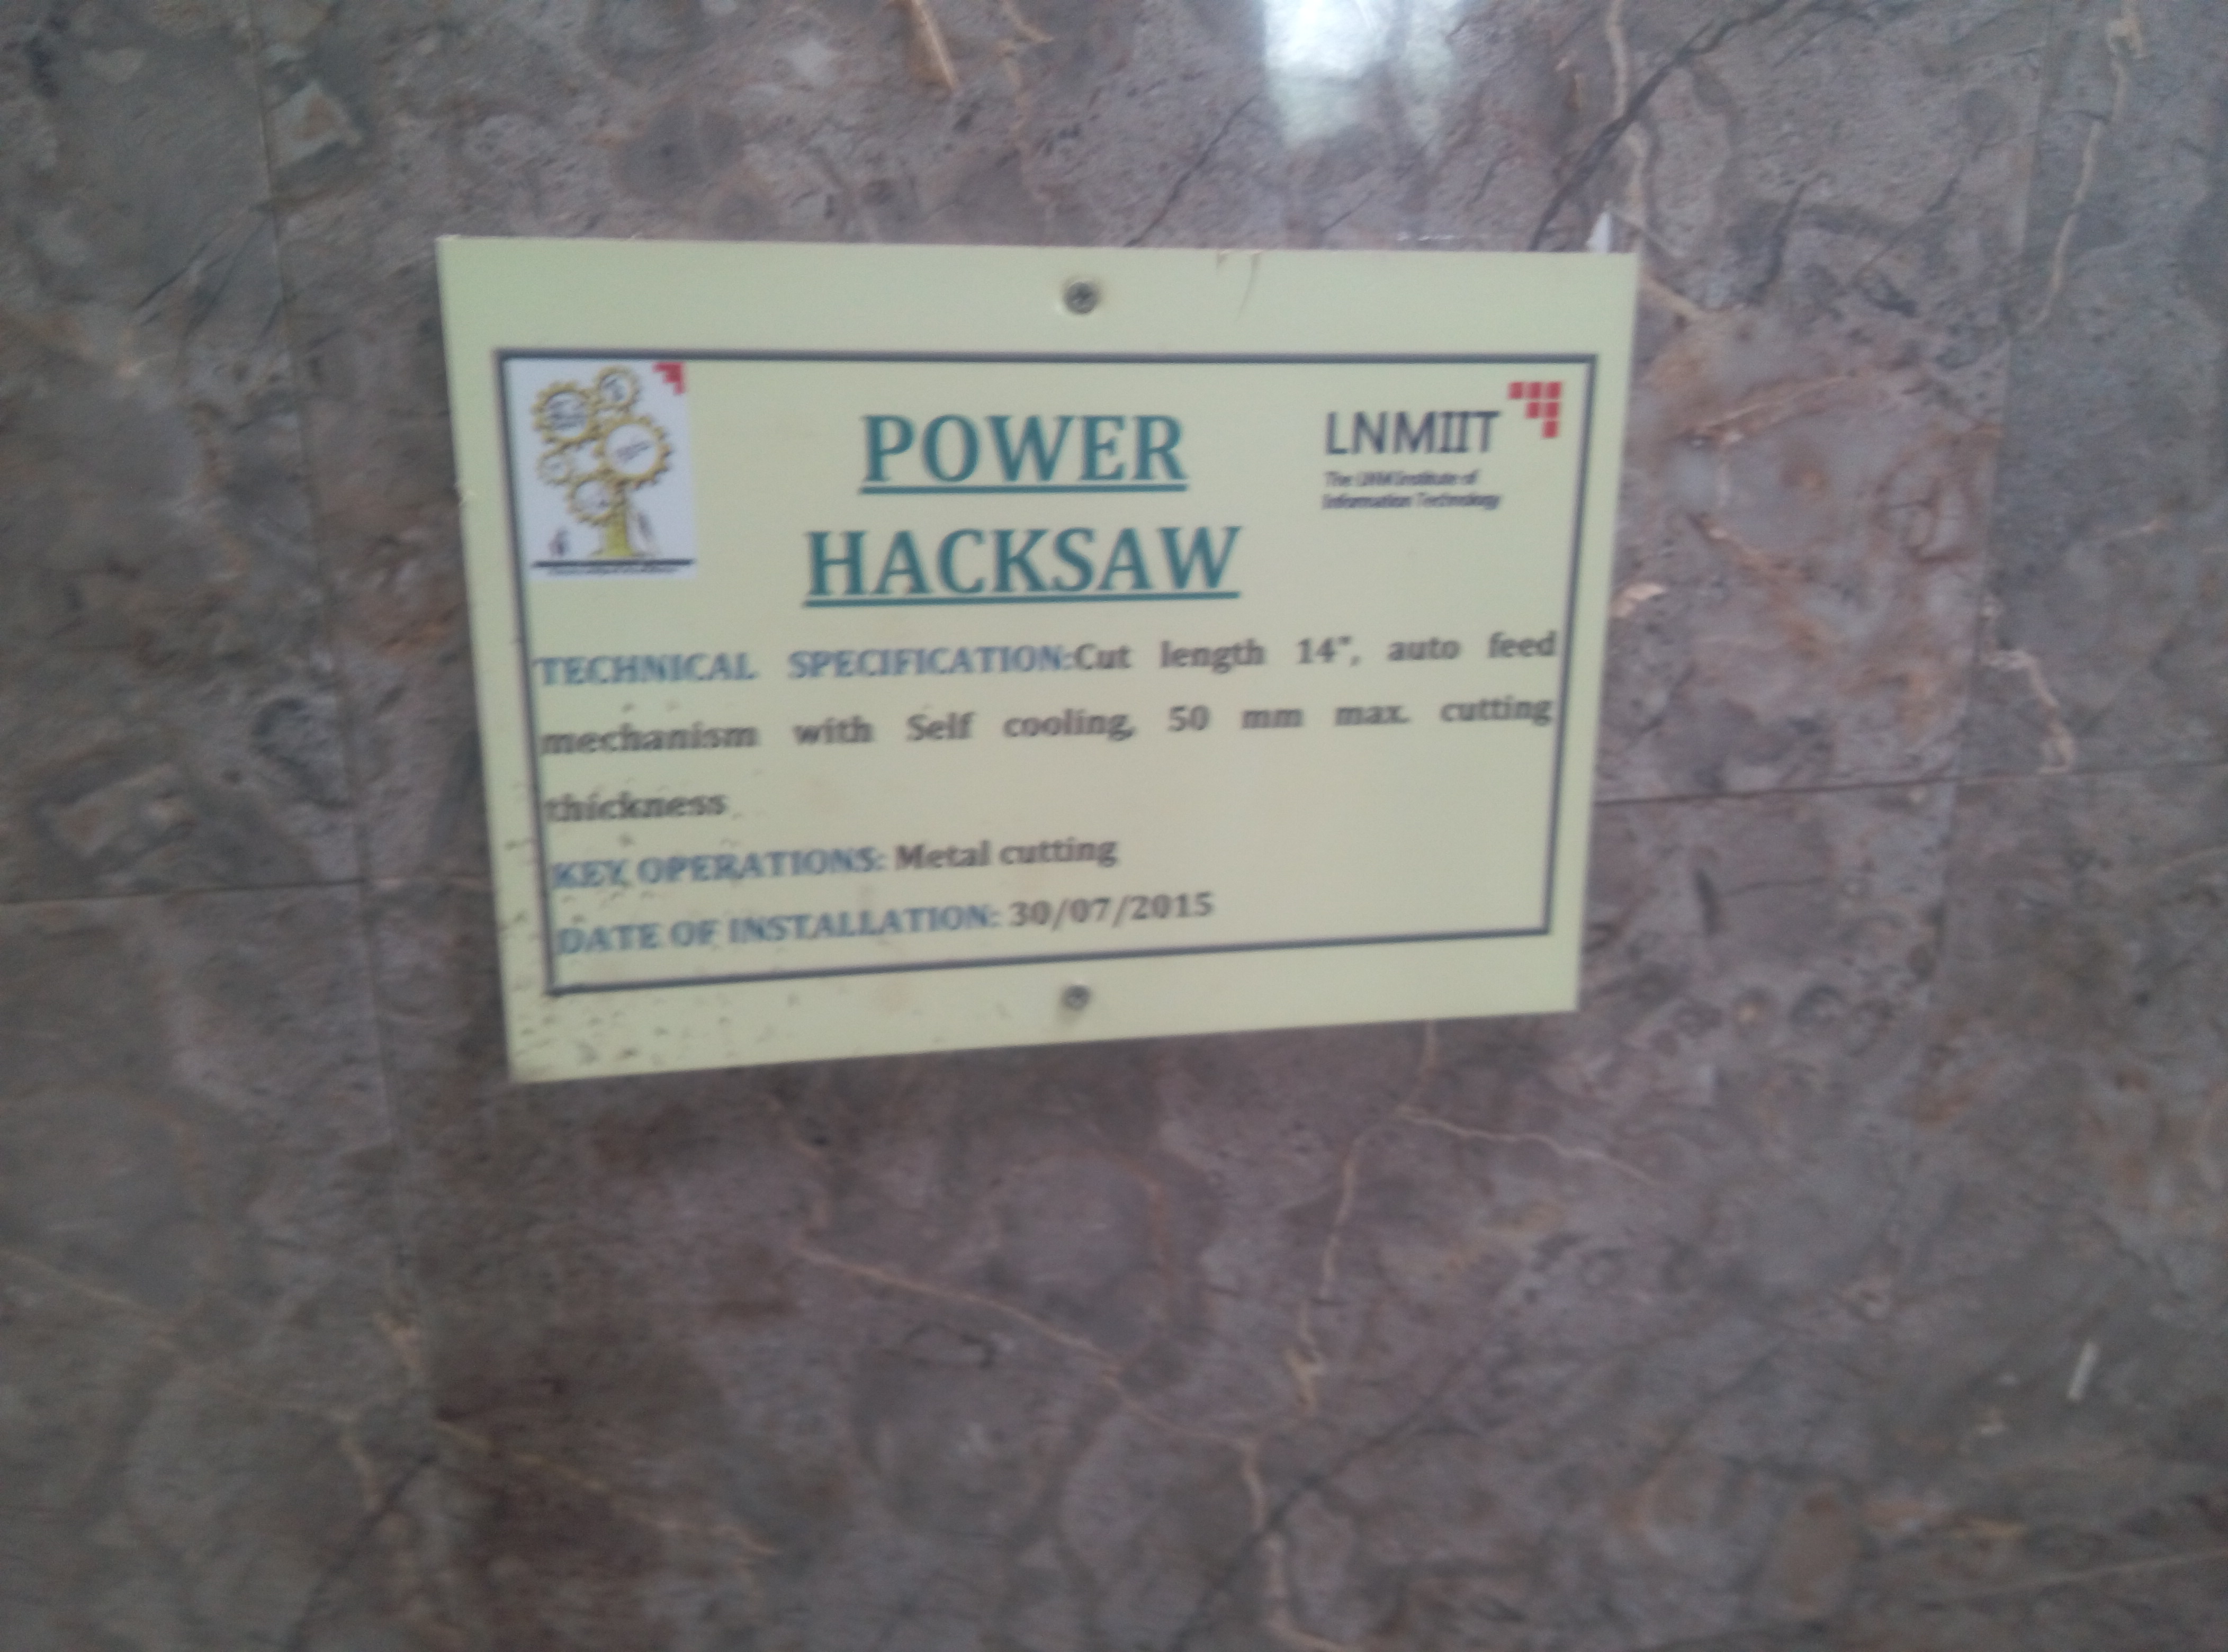 POWER
HACKSAW
LNMIIT
The LNM Institute of
Information Technology
TECHNICAL SPECIFICATION:Cut length 14", auto feed
mechanism with Self cooling, 50 mm max. cutting
thickness
KEY OPERATIONS: Metal cutting
DATE OF INSTALLATION: 30/07/2015